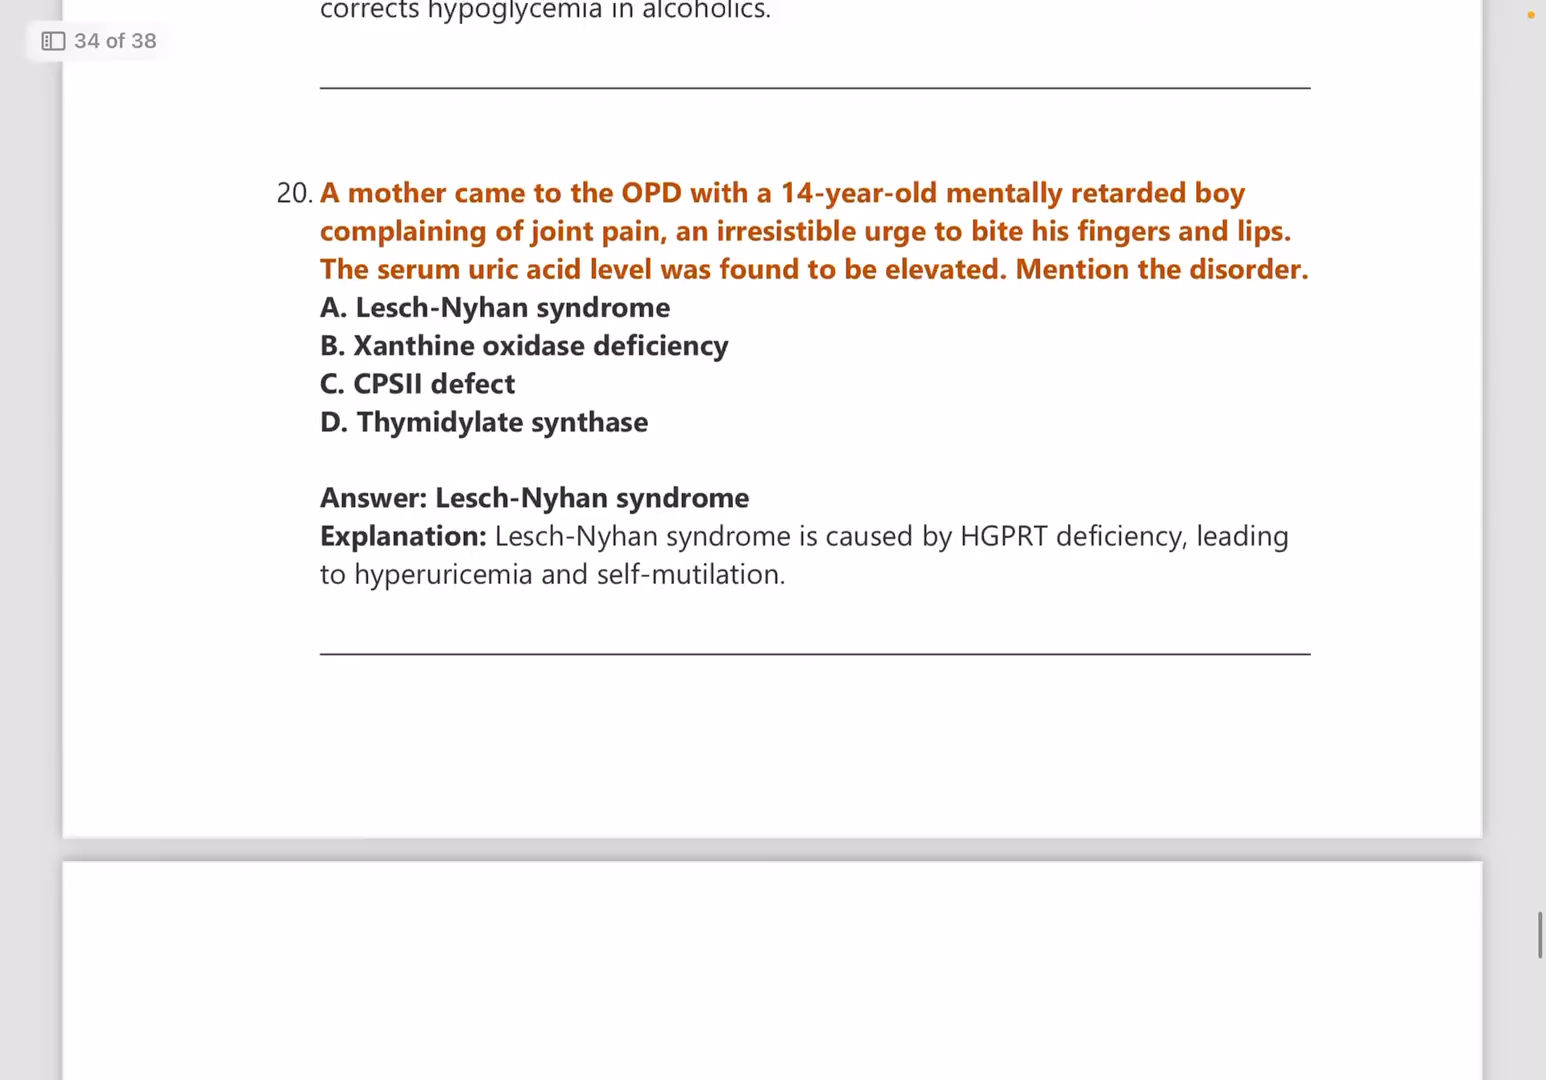 corrects hypoglycemia in alcoholics.
34 of 38
20. A mother came to the OPD with a 14-year-old mentally retarded boy
complaining of joint pain, an irresistible urge to bite his fingers and lips.
The serum uric acid level was found to be elevated. Mention the disorder.
A. Lesch-Nyhan syndrome
B. Xanthine oxidase deficiency
C. CPSII defect
D. Thymidylate synthase
Answer: Lesch-Nyhan syndrome
Explanation: Lesch-Nyhan syndrome is caused by HGPRT deficiency, leading
to hyperuricemia and self-mutilation.